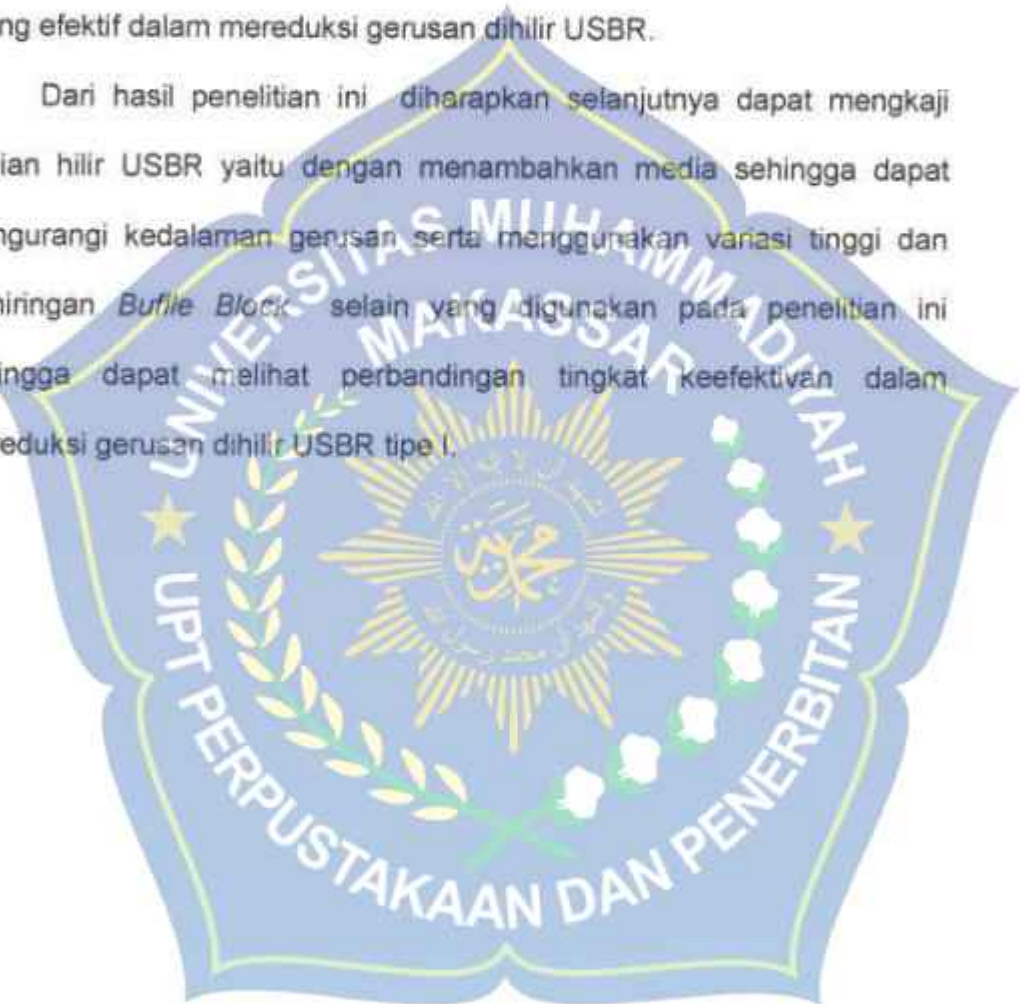 ng efektif dalam mereduksi gerusan dihilir USBR.
Dari hasil penelitian ini diharapkan selanjutnya dapat mengkaji
ian hilir USBR yaitu dengan menambahkan media sehingga dapat
ngurangi kedalaman gerusan serta menggunakan variasi tinggi dan
miringan Bufile Block selain yang digunakan pada penelitian ini
ingga dapat melihat perbandingan tingkat keefektivan dalam
eduksi gerusan dihilir USBR tipe I.
UNIVERSITAS MUHAMMADIYAH
MAKASSAR
UPT PERPUSTAKAAN DAN PENERBITAN